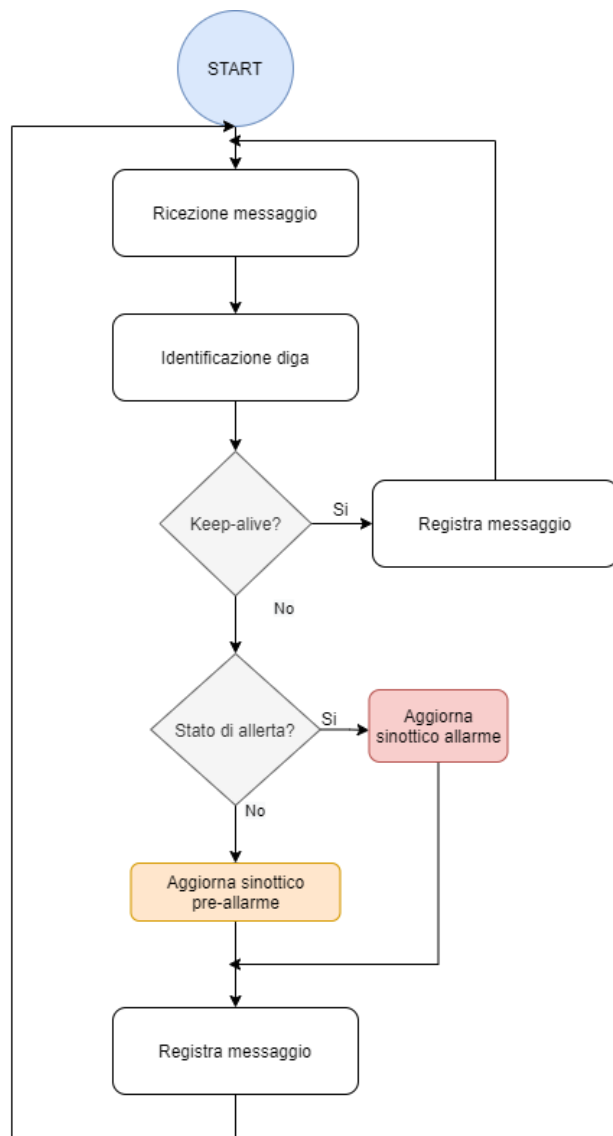 START
Ricezione messaggio
Identificazione diga
Keep-alive?
Si
Registra messaggio
No
Stato di allerta?
Si
Aggiorna
sinottico allarme
No
Aggiorna sinottico
pre-allarme
Registra messaggio